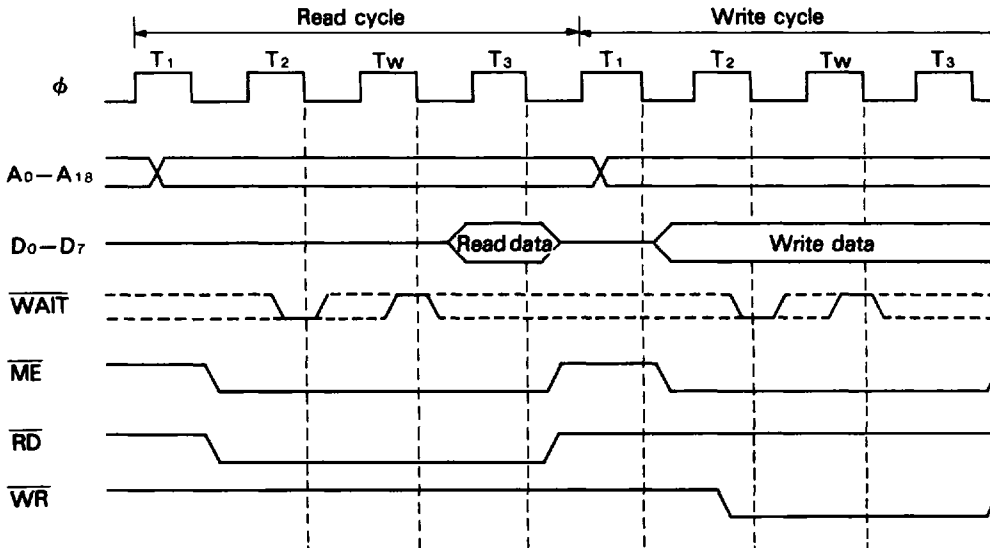 Read cycle Write cycle
T1 T2 TW T3 T1 T2 TW T3
ϕ
A0–A18
D0–D7 Read data Write data
WAIT
ME
RD
WR